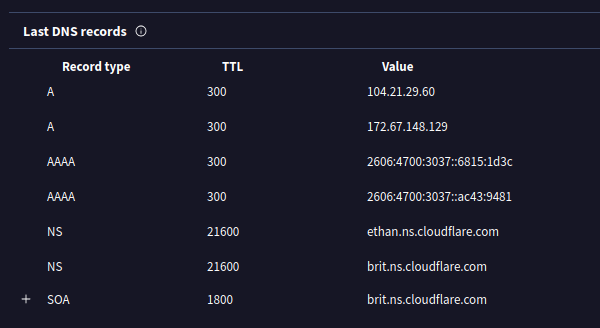 Last DNS records
Record type TTL Value
A 300 104.21.29.60
A 300 172.67.148.129
AAAA 300 2606:4700:3037::6815:1d3c
AAAA 300 2606:4700:3037::ac43:9481
NS 21600 ethan.ns.cloudflare.com
NS 21600 brit.ns.cloudflare.com
+ SOA 1800 brit.ns.cloudflare.com